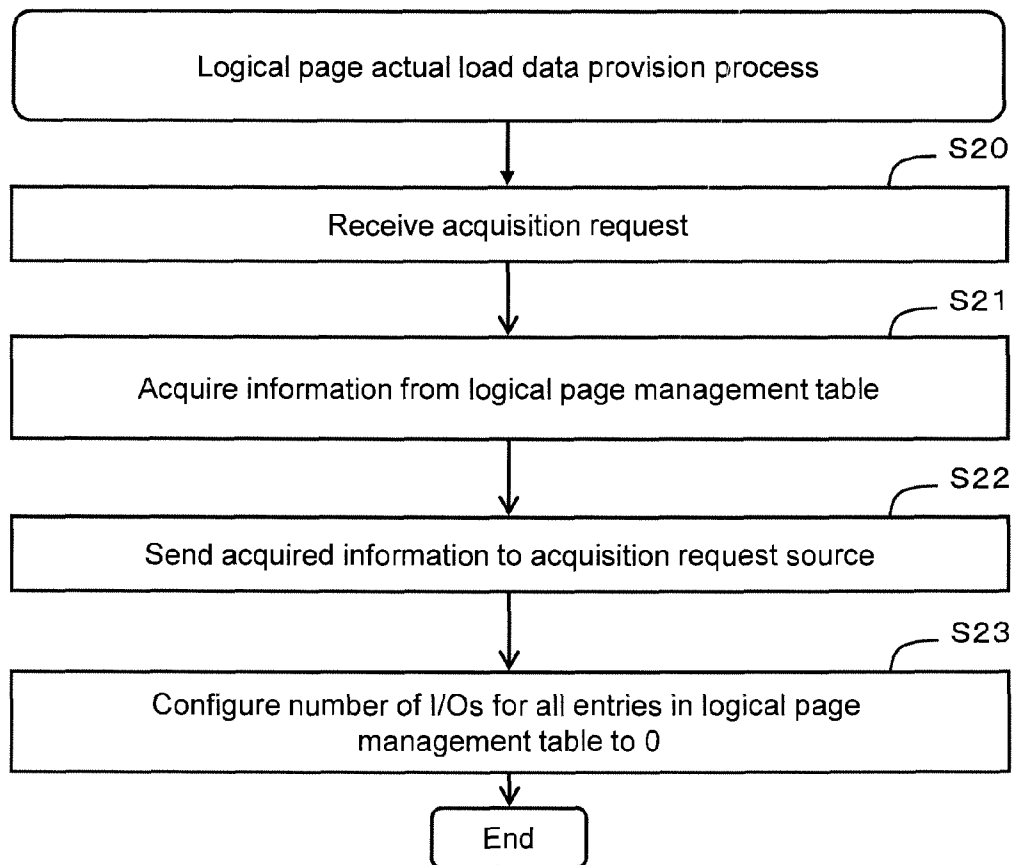 Logical page actual load data provision process
S20
Receive acquisition request
S21
Acquire information from logical page management table
S22
Send acquired information to acquisition request source
S23
Configure number of I/Os for all entries in logical page
management table to 0
End